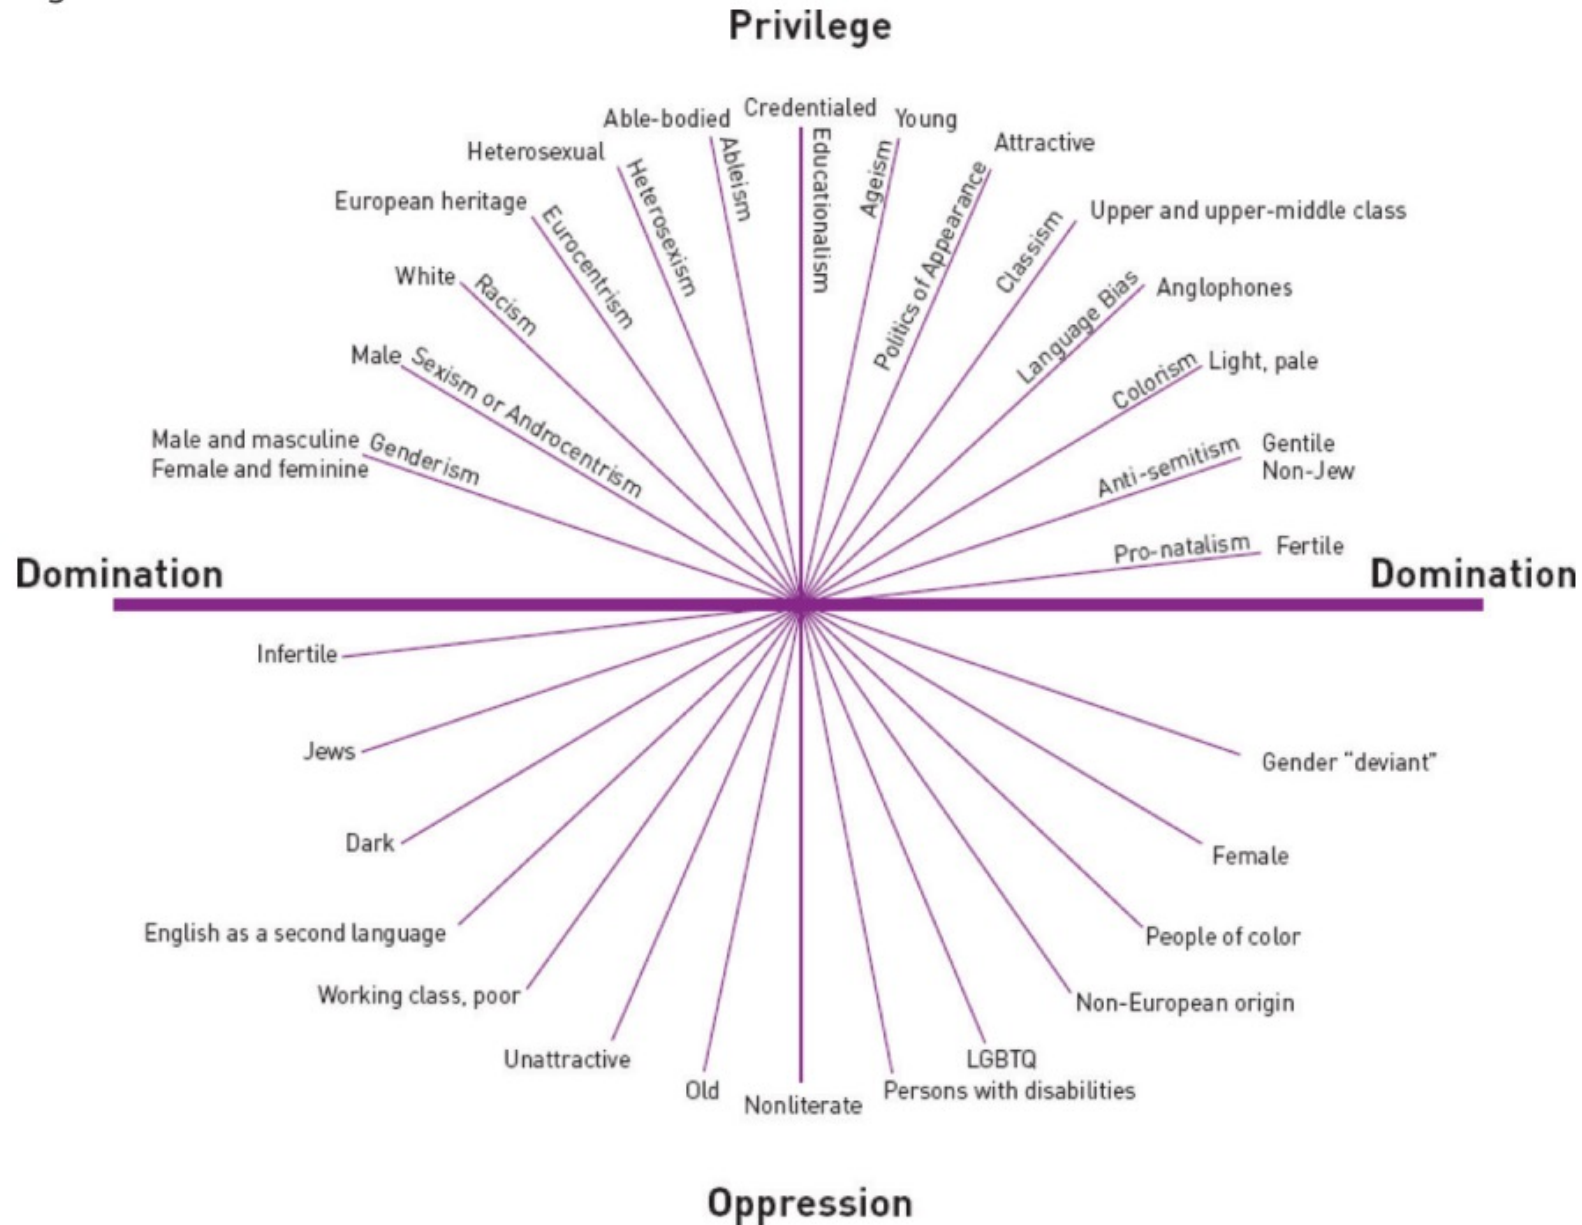 Privilege
Credentialed
Able-bodied
Young
Heterosexual
Attractive
European heritage
Upper and upper-middle class
White
Anglophones
Male
Light, pale
Male and masculine
Female and feminine
Gentile
Non-Jew
Fertile
Genderism
Sexism or Androcentrism
Racism
Eurocentrism
Heterosexism
Ableism
Educationalism
Ageism
Politics of Appearance
Classism
Language Bias
Colorism
Anti-semitism
Pro-natalism
Domination
Domination
Infertile
Jews
Gender “deviant”
Dark
Female
English as a second language
People of color
Working class, poor
Non-European origin
Unattractive
LGBTQ
Old
Persons with disabilities
Nonliterate
Oppression